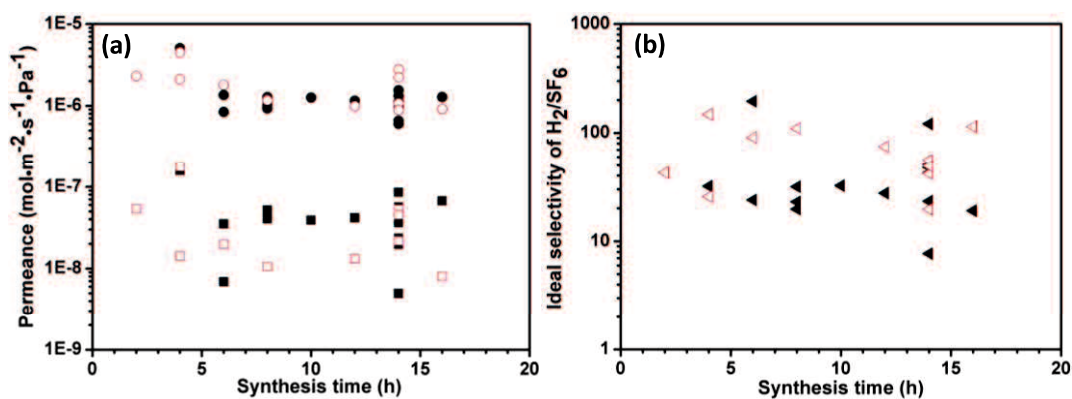 (a)
Permeance (mol•m⁻²•s⁻¹•Pa⁻¹)
1E-5
1E-6
1E-7
1E-8
1E-9
0 5 10 15 20
Synthesis time (h)
(b)
Ideal selectivity of H₂/SF₆
1000
100
10
1
0 5 10 15 20
Synthesis time (h)